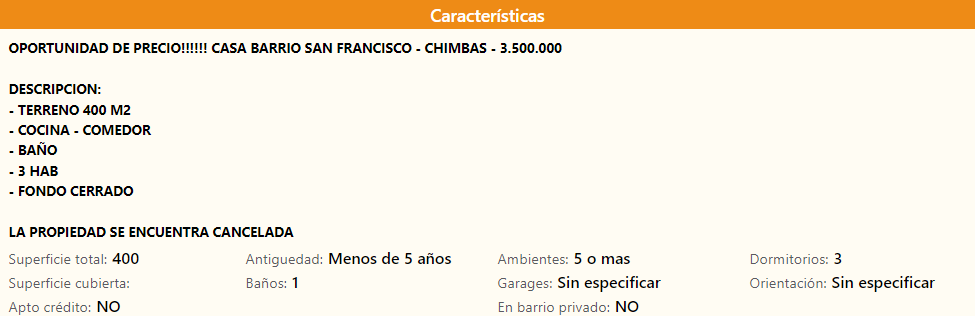 Características
OPORTUNIDAD DE PRECIO!!!!!! CASA BARRIO SAN FRANCISCO - CHIMBAS - 3.500.000
DESCRIPCION:
- TERRENO 400 M2
- COCINA - COMEDOR
- BAÑO
- 3 HAB
- FONDO CERRADO
LA PROPIEDAD SE ENCUENTRA CANCELADA
Superficie total: 400 Antiguedad: Menos de 5 años Ambientes: 5 o mas Dormitorios: 3
Superficie cubierta: Baños: 1 Garages: Sin especificar Orientación: Sin especificar
Apto crédito: NO En barrio privado: NO